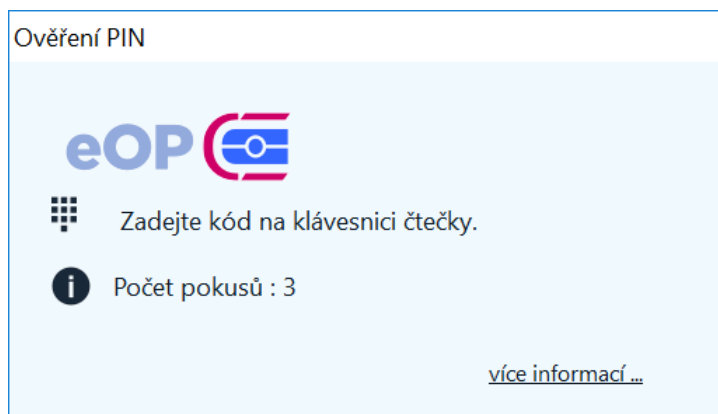 Ověření PIN
eOP
Zadejte kód na klávesnici čtečky.
Počet pokusů : 3
více informací ...